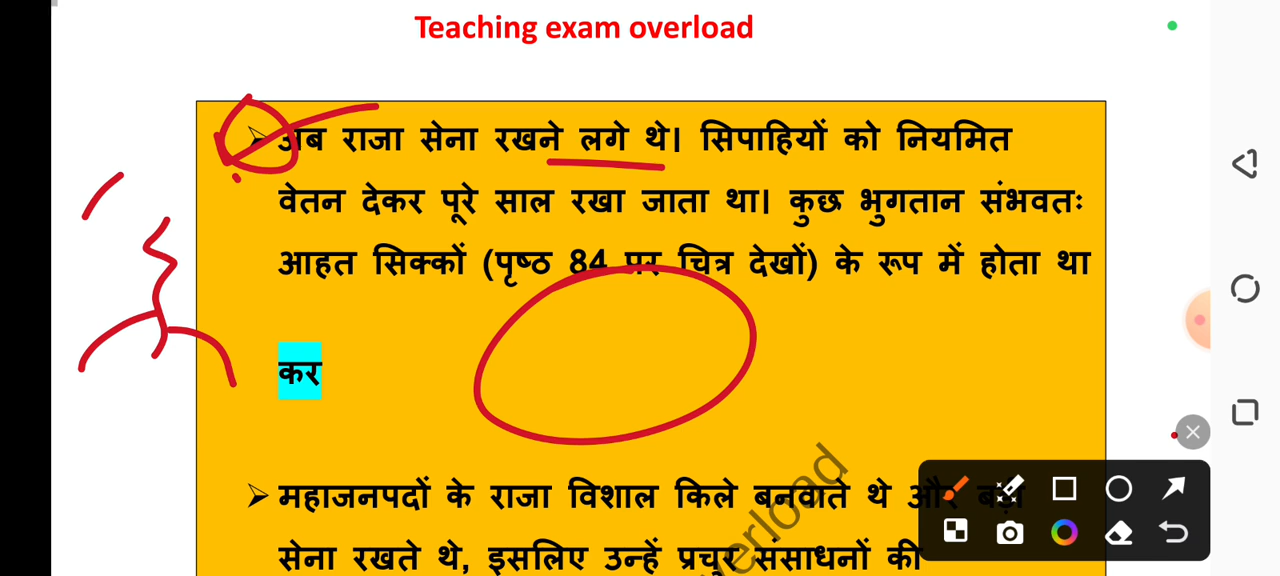 Teaching exam overload
➢ अब राजा सेना रखने लगे थे। सिपाहियों को नियमित
वेतन देकर पूरे साल रखा जाता था। कुछ भुगतान संभवतः
आहत सिक्कों (पृष्ठ 84 पर चित्र देखों) के रूप में होता था
कर
➢ महाजनपदों के राजा विशाल किले बनवाते थे और बड़ी
सेना रखते थे, इसलिए उन्हें प्रचुर संसाधनों की